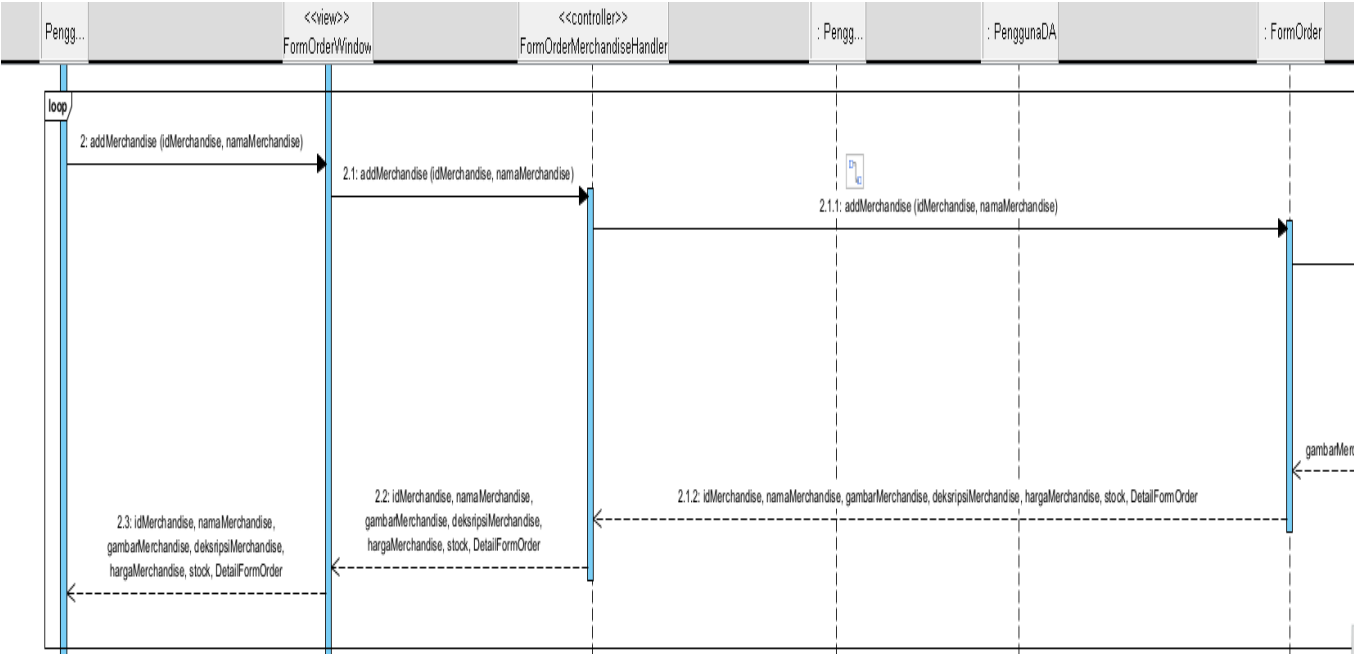 Pengg...
<<view>>
FormOrderWindow
<<controller>>
FormOrderMerchandiseHandler
: Pengg...
: PenggunaDA
: FormOrder
loop
2: addMerchandise (idMerchandise, namaMerchandise)
2.1: addMerchandise (idMerchandise, namaMerchandise)
2.1.1: addMerchandise (idMerchandise, namaMerchandise)
gambarMerc
2.1.2: idMerchandise, namaMerchandise, gambarMerchandise, deksripsiMerchandise, hargaMerchandise, stock, DetailFormOrder
2.2: idMerchandise, namaMerchandise,
gambarMerchandise, deksripsiMerchandise,
hargaMerchandise, stock, DetailFormOrder
2.3: idMerchandise, namaMerchandise,
gambarMerchandise, deksripsiMerchandise,
hargaMerchandise, stock, DetailFormOrder